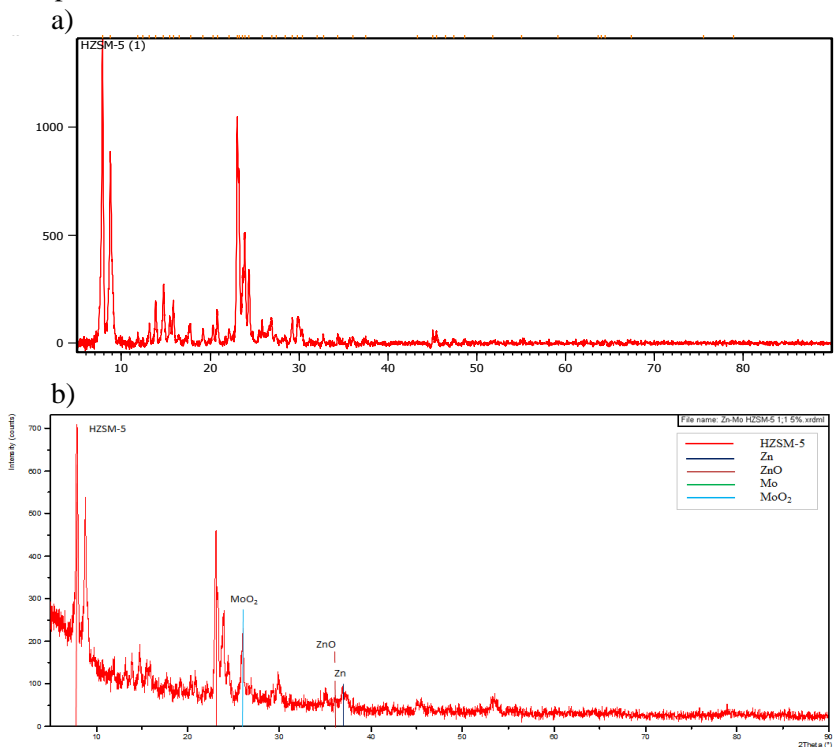 a)
HZSM-5 (1)
1000
500
0
10 20 30 40 50 60 70 80
b)
Intensity (counts)
File name: Zn-Mo HZSM-5 1;1 5%.xrdml
HZSM-5
Zn
ZnO
Mo
MoO₂
HZSM-5
MoO₂
ZnO
Zn
700
600
500
400
300
200
100
0
10 20 30 40 50 60 70 80 90
2Theta (°)